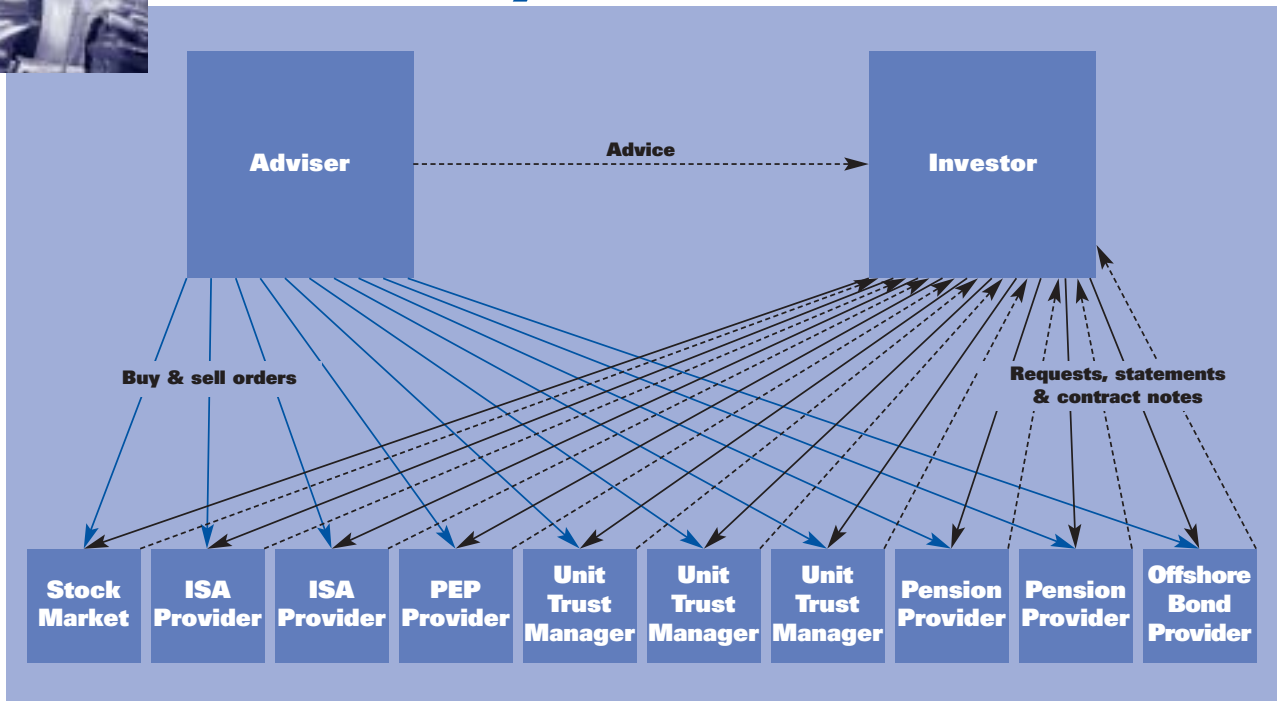 Adviser
Advice
Investor
Buy & sell orders
Requests, statements
& contract notes
Stock
Market
ISA
Provider
ISA
Provider
PEP
Provider
Unit
Trust
Manager
Unit
Trust
Manager
Unit
Trust
Manager
Pension
Provider
Pension
Provider
Offshore
Bond
Provider